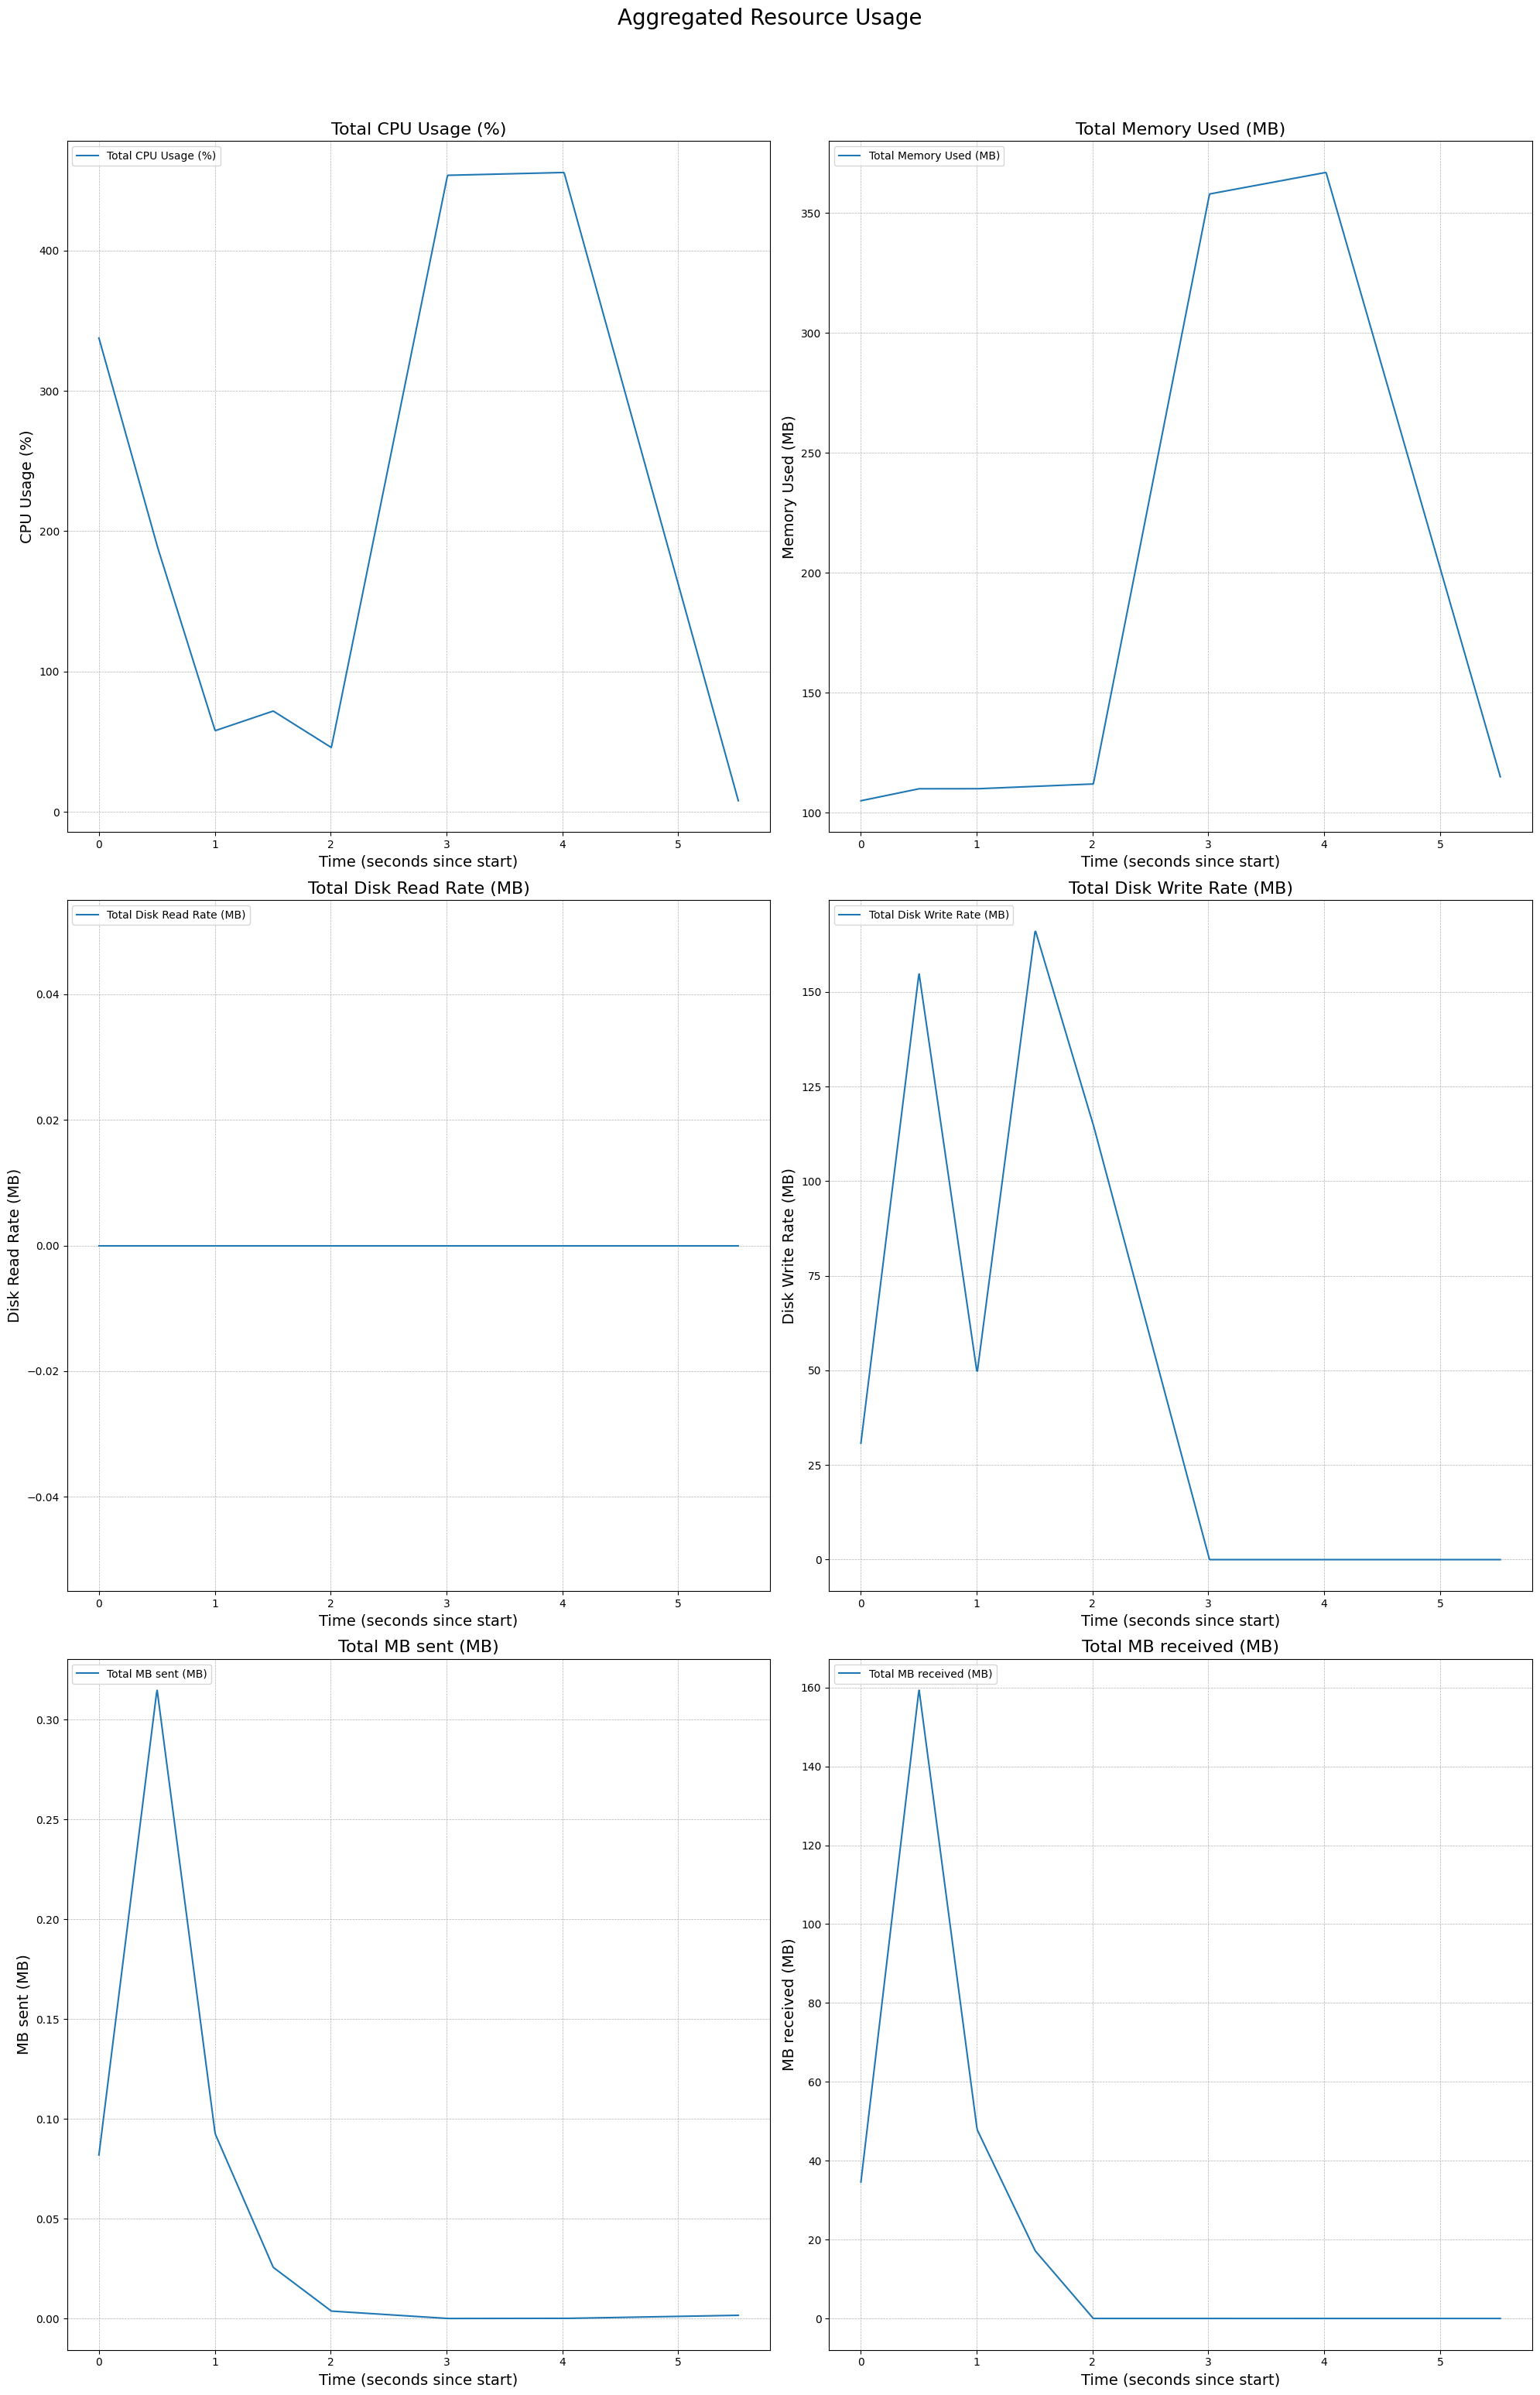 Aggregated Resource Usage
Total CPU Usage (%)
Total CPU Usage (%)
CPU Usage (%)
400
300
200
100
0
0 1 2 3 4 5
Time (seconds since start)
Total Memory Used (MB)
Total Memory Used (MB)
Memory Used (MB)
350
300
250
200
150
100
0 1 2 3 4 5
Time (seconds since start)
Total Disk Read Rate (MB)
Total Disk Read Rate (MB)
Disk Read Rate (MB)
0.04
0.02
0.00
−0.02
−0.04
0 1 2 3 4 5
Time (seconds since start)
Total Disk Write Rate (MB)
Total Disk Write Rate (MB)
Disk Write Rate (MB)
150
125
100
75
50
25
0
0 1 2 3 4 5
Time (seconds since start)
Total MB sent (MB)
Total MB sent (MB)
MB sent (MB)
0.30
0.25
0.20
0.15
0.10
0.05
0.00
0 1 2 3 4 5
Time (seconds since start)
Total MB received (MB)
Total MB received (MB)
MB received (MB)
160
140
120
100
80
60
40
20
0
0 1 2 3 4 5
Time (seconds since start)